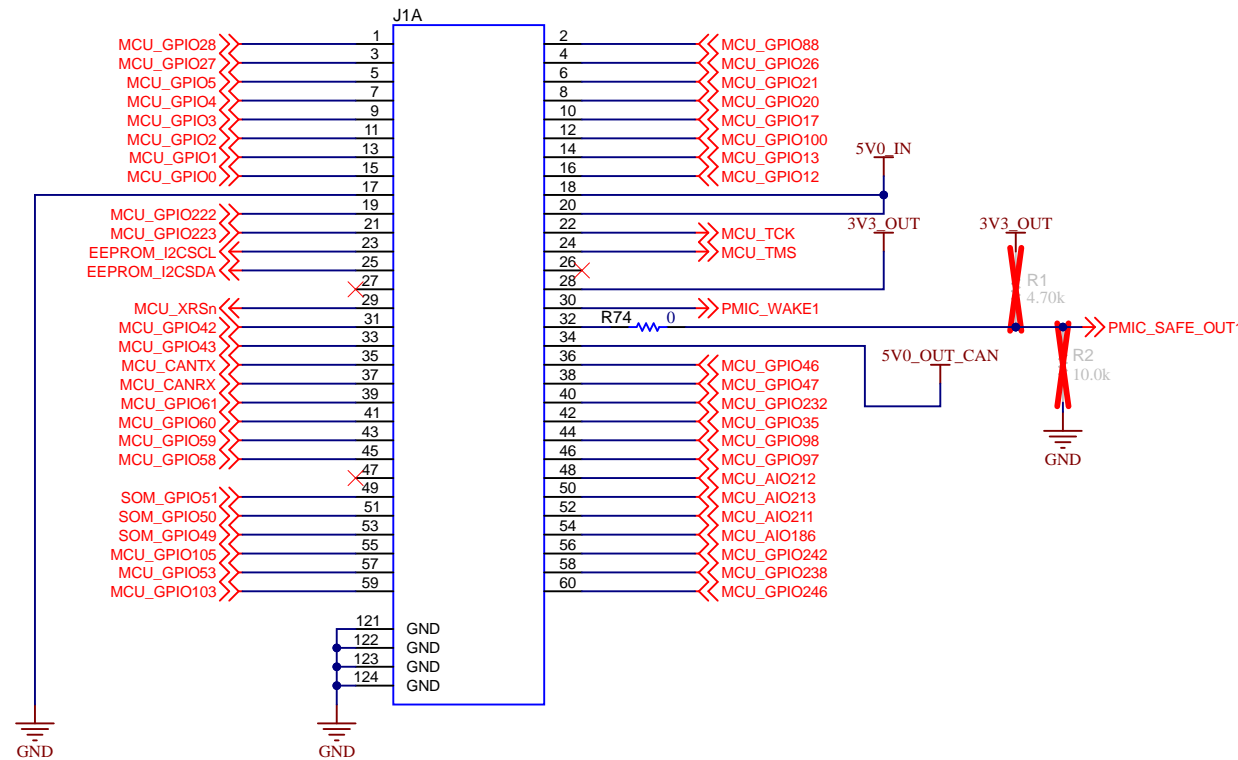 J1A
MCU_GPIO28 1 2 MCU_GPIO88
MCU_GPIO27 3 4 MCU_GPIO26
MCU_GPIO5 5 6 MCU_GPIO21
MCU_GPIO4 7 8 MCU_GPIO20
MCU_GPIO3 9 10 MCU_GPIO17
MCU_GPIO2 11 12 MCU_GPIO100
MCU_GPIO1 13 14 MCU_GPIO13
5V0_IN
MCU_GPIO0 15 16 MCU_GPIO12
17 18
MCU_GPIO222 19 20
3V3_OUT 3V3_OUT
MCU_GPIO223 21 22 MCU_TCK
EEPROM_I2CSCL 23 24 MCU_TMS
EEPROM_I2CSDA 25 26
27 28
R1
4.70k
MCU_XRSn 29 30 PMIC_WAKE1
MCU_GPIO42 31 32 R74 0 PMIC_SAFE_OUT1
MCU_GPIO43 33 34
5V0_OUT_CAN
R2
10.0k
MCU_CANTX 35 36 MCU_GPIO46
MCU_CANRX 37 38 MCU_GPIO47
MCU_GPIO61 39 40 MCU_GPIO232
MCU_GPIO60 41 42 MCU_GPIO35
MCU_GPIO59 43 44 MCU_GPIO98
MCU_GPIO58 45 46 MCU_GPIO97
GND
47 48 MCU_AIO212
SOM_GPIO51 49 50 MCU_AIO213
SOM_GPIO50 51 52 MCU_AIO211
SOM_GPIO49 53 54 MCU_AIO186
MCU_GPIO105 55 56 MCU_GPIO242
MCU_GPIO53 57 58 MCU_GPIO238
MCU_GPIO103 59 60 MCU_GPIO246
121 GND
122 GND
123 GND
124 GND
GND GND